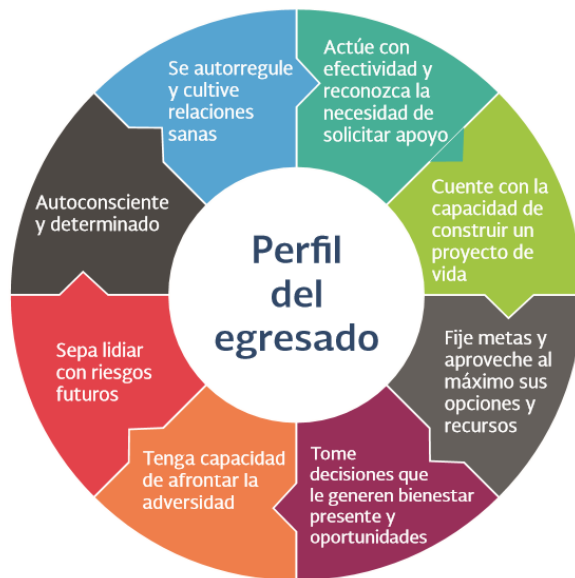 Perfil
del
egresado
Actúe con
efectividad y
reconozca la
necesidad de
solicitar apoyo
Cuente con la
capacidad de
construir un
proyecto de
vida
Fije metas y
aproveche al
máximo sus
opciones y
recursos
Tome
decisiones que
le generen bienestar
presente y
oportunidades
Tenga capacidad
de afrontar la
adversidad
Sepa lidiar
con riesgos
futuros
Autoconsciente
y determinado
Se autorregule
y cultive
relaciones
sanas